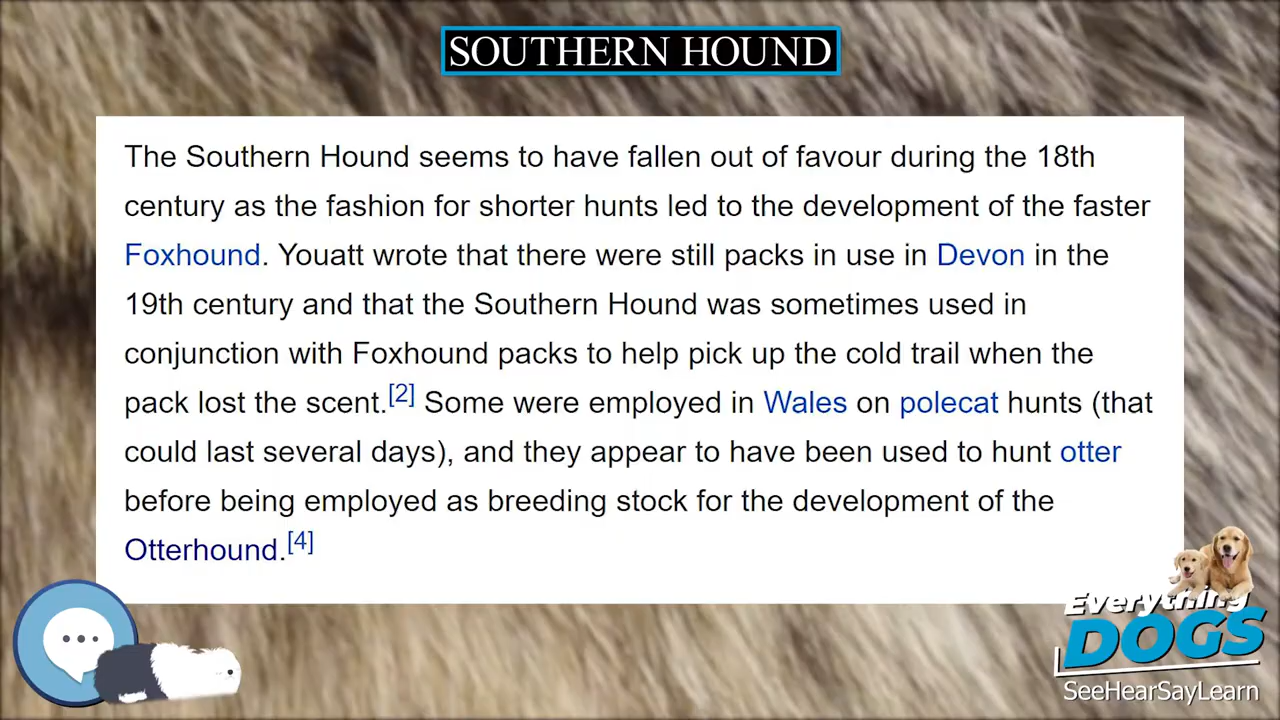 SOUTHERN HOUND
The Southern Hound seems to have fallen out of favour during the 18th
century as the fashion for shorter hunts led to the development of the faster
Foxhound. Youatt wrote that there were still packs in use in Devon in the
19th century and that the Southern Hound was sometimes used in
conjunction with Foxhound packs to help pick up the cold trail when the
pack lost the scent.[2] Some were employed in Wales on polecat hunts (that
could last several days), and they appear to have been used to hunt otter
before being employed as breeding stock for the development of the
Otterhound.[4]
Everything
DOGS
SeeHearSayLearn